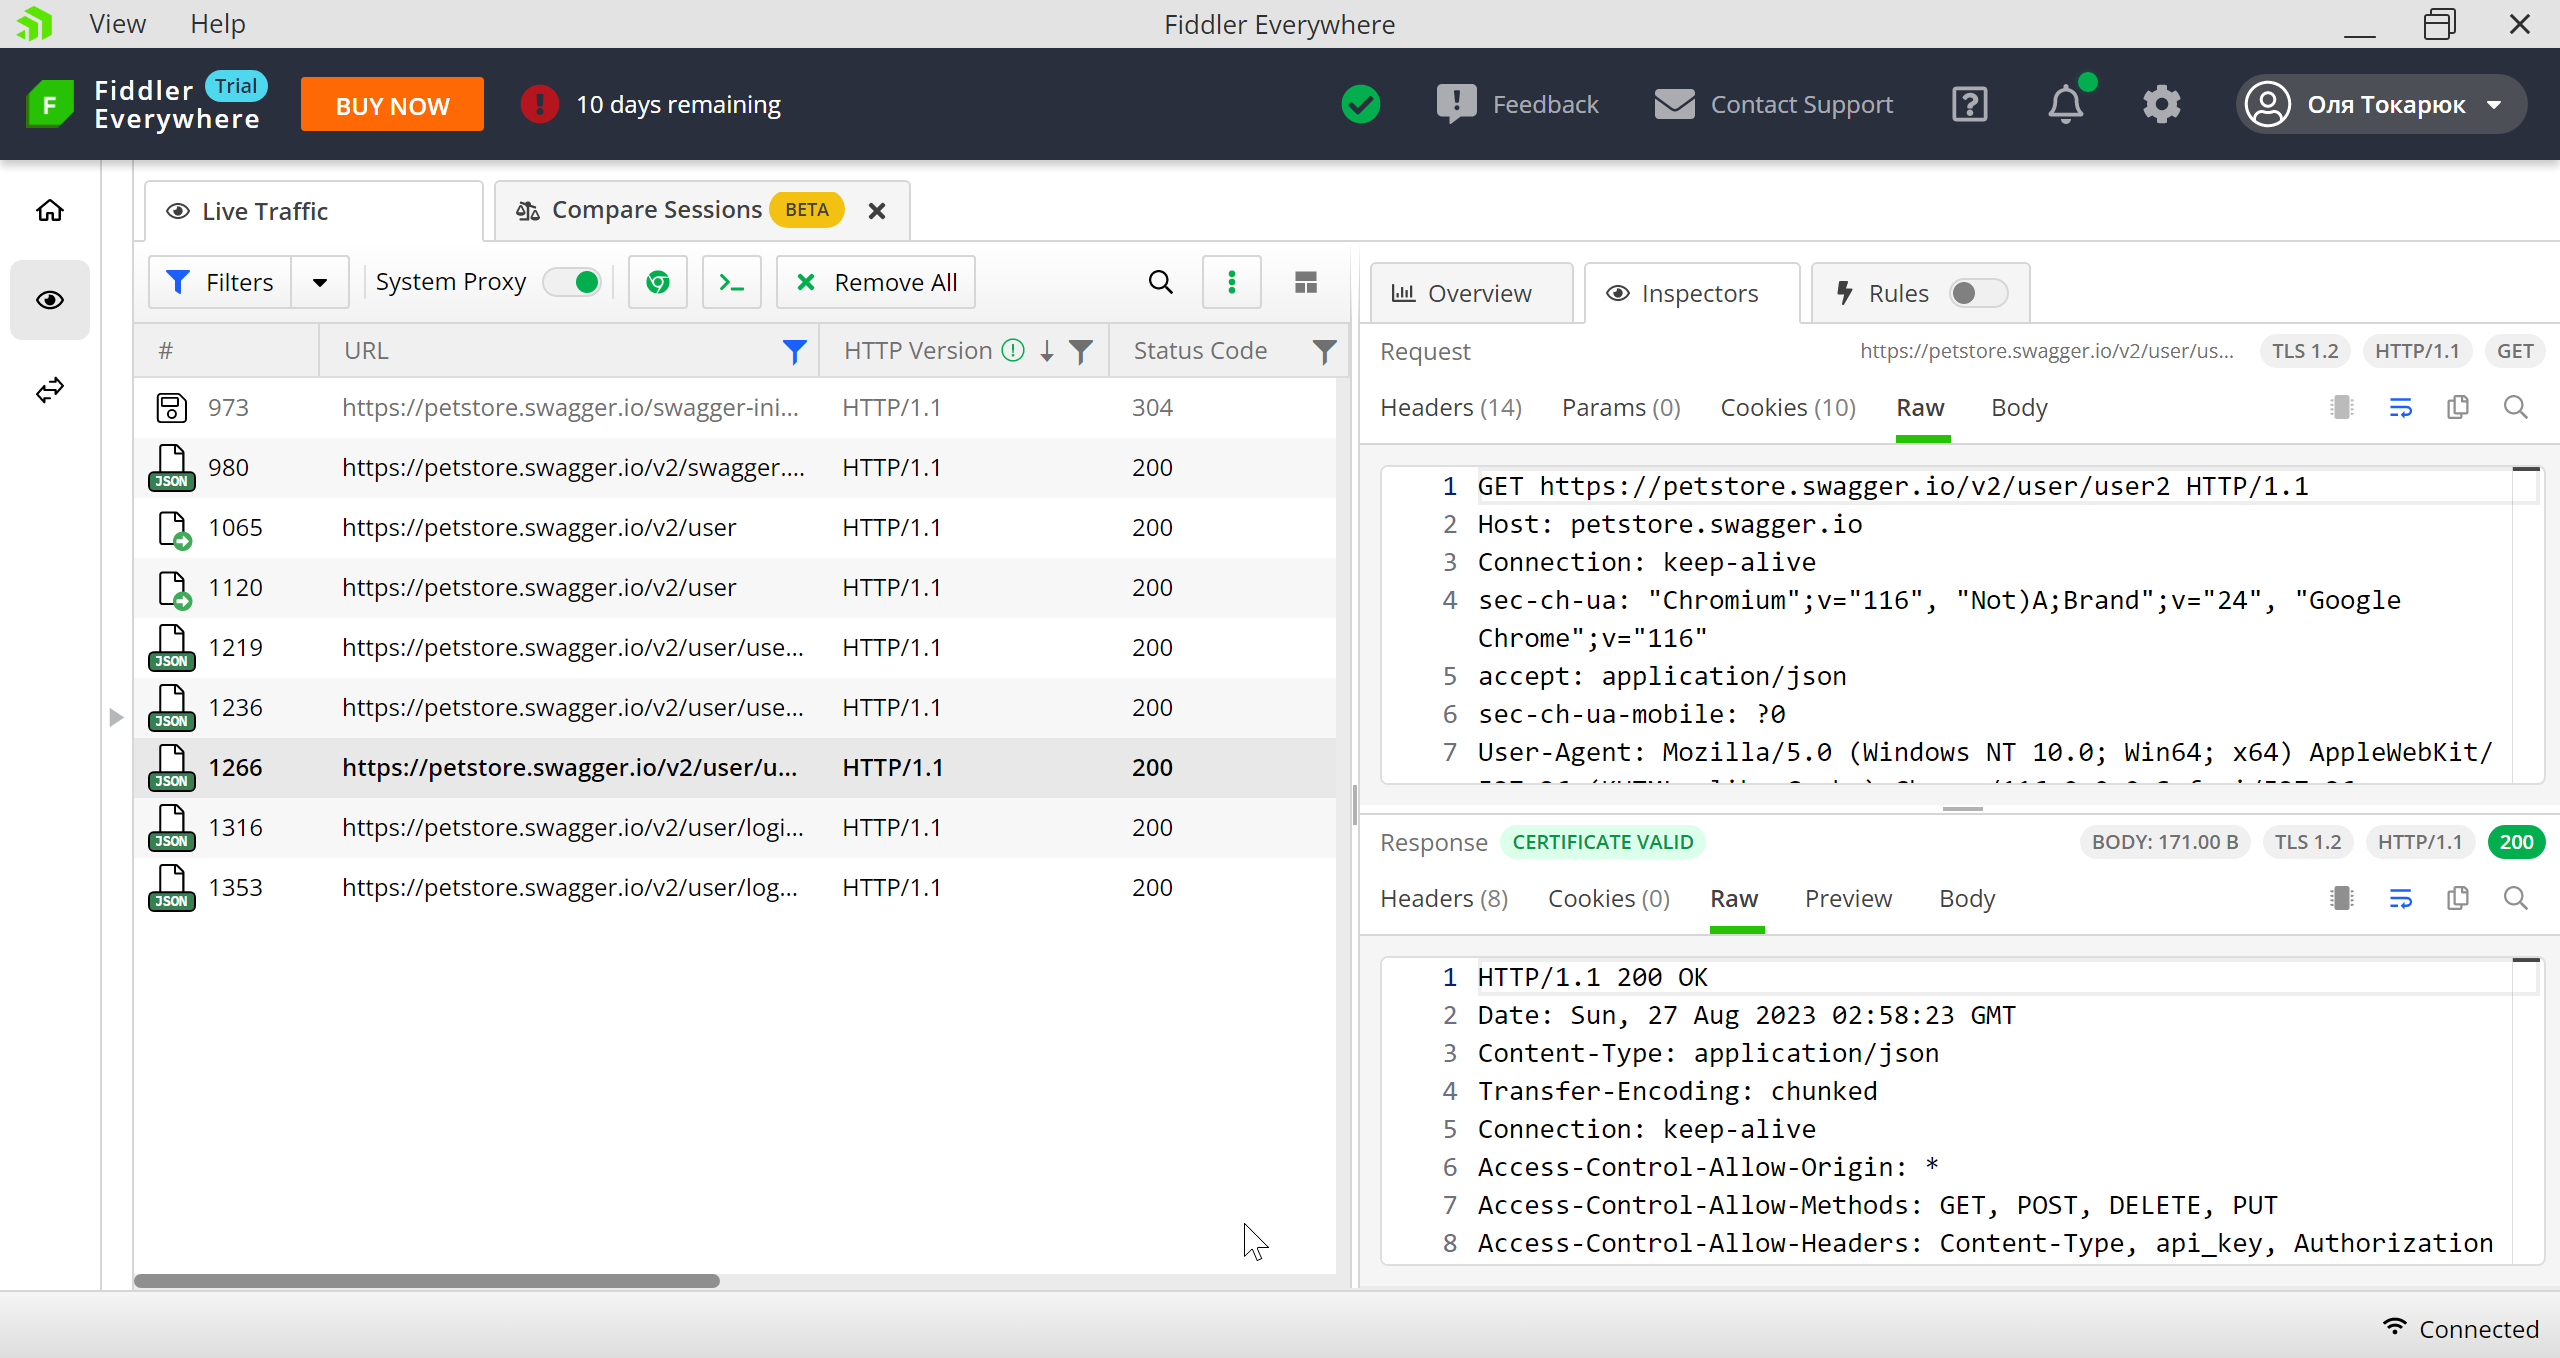 View Help Fiddler Everywhere
F Fiddler Everywhere Trial BUY NOW 10 days remaining Feedback Contact Support Оля Токарюк
Live Traffic Compare Sessions BETA
Filters System Proxy Remove All
# URL HTTP Version Status Code
973 https://petstore.swagger.io/swagger-ini... HTTP/1.1 304
JSON 980 https://petstore.swagger.io/v2/swagger.... HTTP/1.1 200
1065 https://petstore.swagger.io/v2/user HTTP/1.1 200
1120 https://petstore.swagger.io/v2/user HTTP/1.1 200
JSON 1219 https://petstore.swagger.io/v2/user/use... HTTP/1.1 200
JSON 1236 https://petstore.swagger.io/v2/user/use... HTTP/1.1 200
JSON 1266 https://petstore.swagger.io/v2/user/u... HTTP/1.1 200
JSON 1316 https://petstore.swagger.io/v2/user/logi... HTTP/1.1 200
JSON 1353 https://petstore.swagger.io/v2/user/log... HTTP/1.1 200
Overview Inspectors Rules
Request https://petstore.swagger.io/v2/user/us... TLS 1.2 HTTP/1.1 GET
Headers (14) Params (0) Cookies (10) Raw Body
1 GET https://petstore.swagger.io/v2/user/user2 HTTP/1.1
2 Host: petstore.swagger.io
3 Connection: keep-alive
4 sec-ch-ua: "Chromium";v="116", "Not)A;Brand";v="24", "Google
Chrome";v="116"
5 accept: application/json
6 sec-ch-ua-mobile: ?0
7 User-Agent: Mozilla/5.0 (Windows NT 10.0; Win64; x64) AppleWebKit/
Response CERTIFICATE VALID BODY: 171.00 B TLS 1.2 HTTP/1.1 200
Headers (8) Cookies (0) Raw Preview Body
1 HTTP/1.1 200 OK
2 Date: Sun, 27 Aug 2023 02:58:23 GMT
3 Content-Type: application/json
4 Transfer-Encoding: chunked
5 Connection: keep-alive
6 Access-Control-Allow-Origin: *
7 Access-Control-Allow-Methods: GET, POST, DELETE, PUT
8 Access-Control-Allow-Headers: Content-Type, api_key, Authorization
Connected